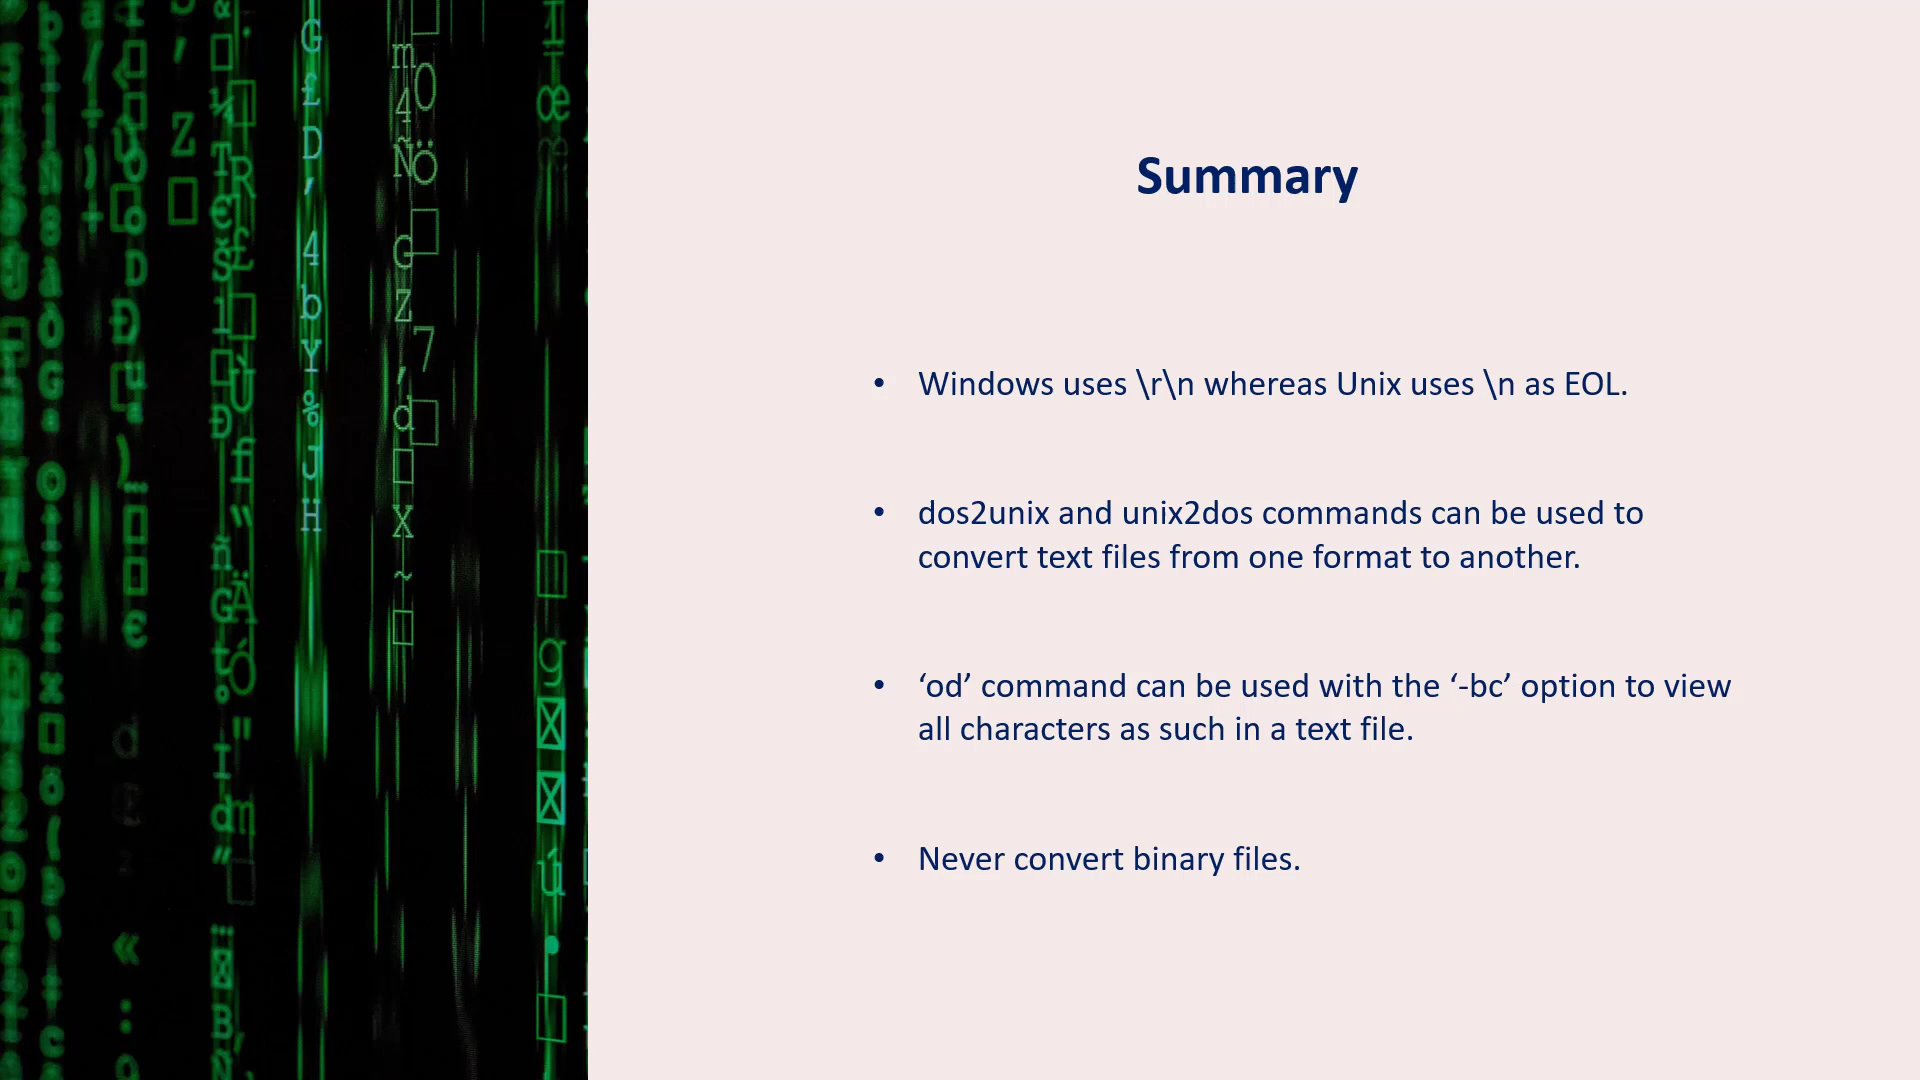 Summary
• Windows uses \r\n whereas Unix uses \n as EOL.
• dos2unix and unix2dos commands can be used to
convert text files from one format to another.
• ‘od’ command can be used with the ‘-bc’ option to view
all characters as such in a text file.
• Never convert binary files.